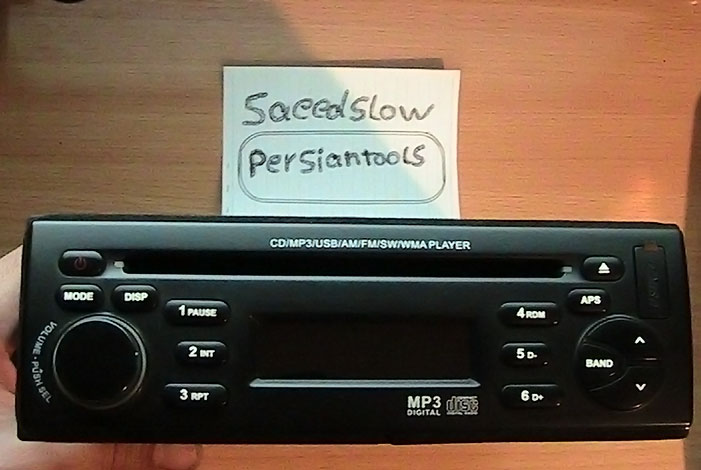 Saeedslow
Persiantools
CD/MP3/USB/AM/FM/SW/WMA PLAYER
MODE
DISP
1 PAUSE
2 INT
3 RPT
VOLUME - PUSH SEL
4 RDM
5 D-
6 D+
APS
BAND
MP3
DIGITAL
disc